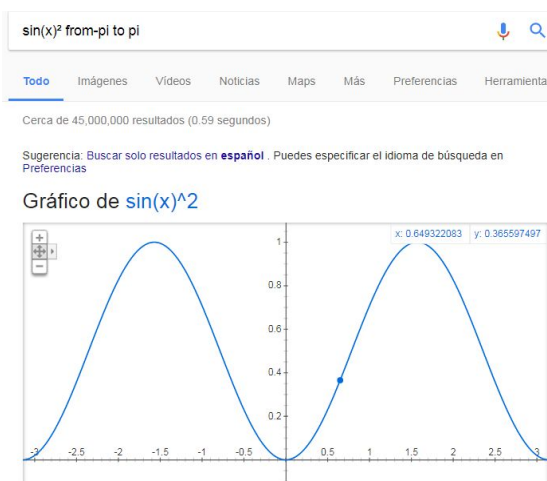 sin(x)² from-pi to pi
Todo Imágenes Vídeos Noticias Maps Más Preferencias Herramienta
Cerca de 45,000,000 resultados (0.59 segundos)
Sugerencia: Buscar solo resultados en español . Puedes especificar el idioma de búsqueda en
Preferencias
Gráfico de sin(x)^2
x: 0.649322083 y: 0.365597497
1
0.8
0.6
0.4
0.2
-3 -2.5 -2 -1.5 -1 -0.5 0.5 1 1.5 2 2.5 3